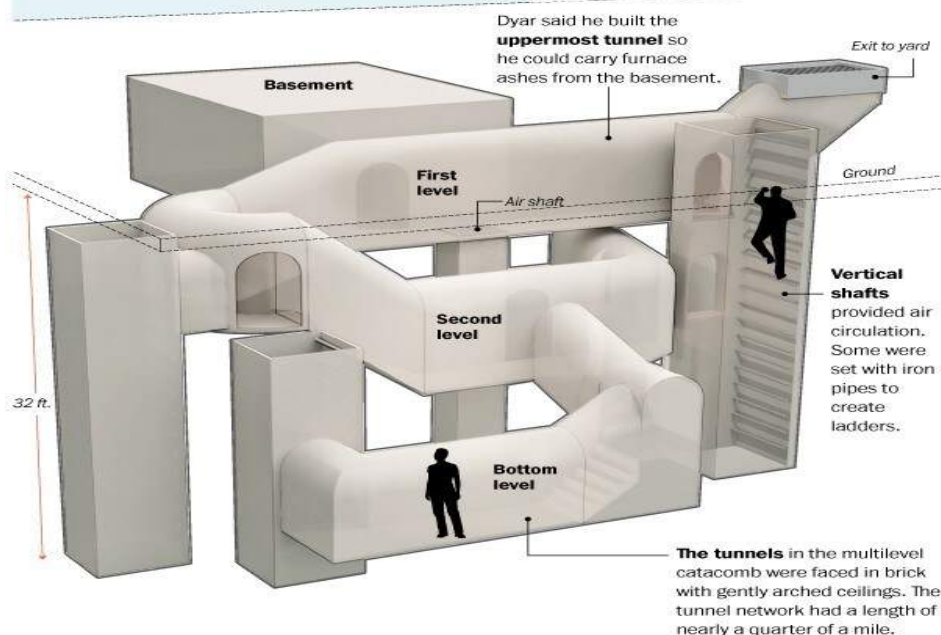 Dyar said he built the
uppermost tunnel so
he could carry furnace
ashes from the basement.
Exit to yard
Basement
First
level
Air shaft
Ground
Second
level
Vertical
shafts
provided air
circulation.
Some were
set with iron
pipes to
create
ladders.
32 ft.
Bottom
level
The tunnels in the multilevel
catacomb were faced in brick
with gently arched ceilings. The
tunnel network had a length of
nearly a quarter of a mile.